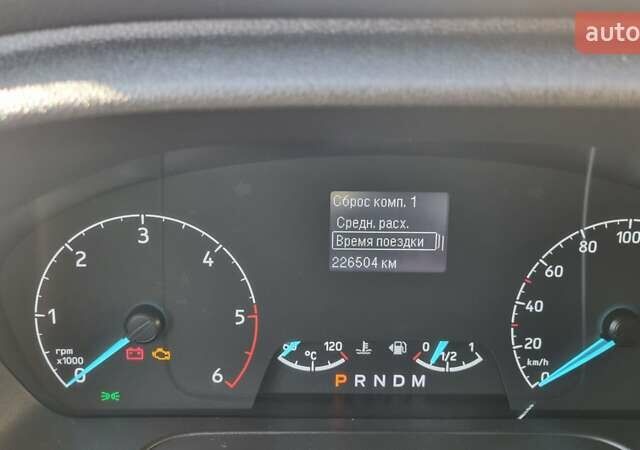 auto
Сброс комп. 1
Средн. расх.
Время поездки
226504 км
0 1 2 3 4 5 6
rpm
x1000
120
°C
0 1/2 1
P R N D M
0 20 40 60 80 100
km/h